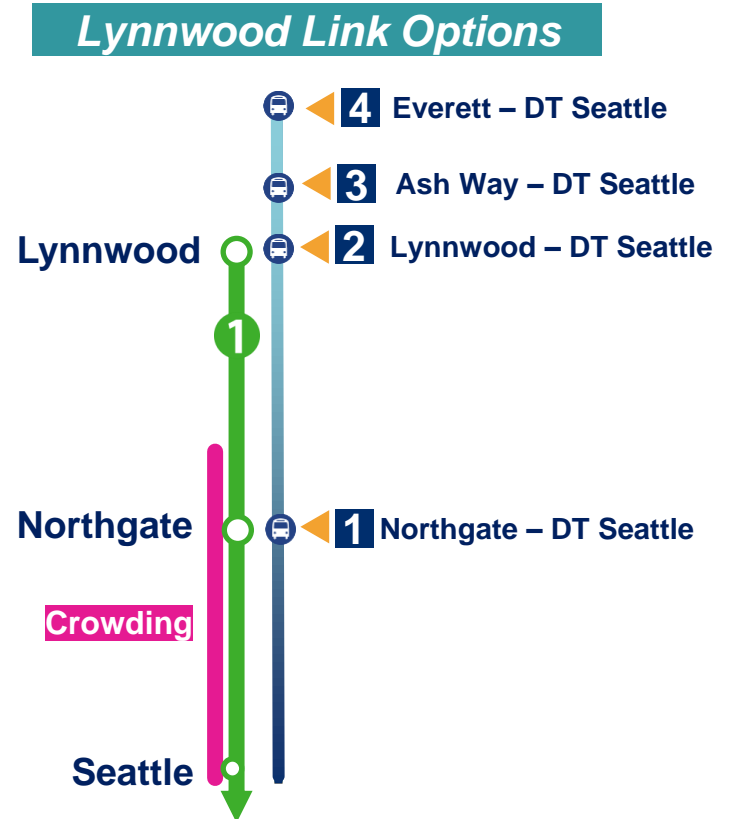 Lynnwood Link Options
4 Everett – DT Seattle
3 Ash Way – DT Seattle
Lynnwood
2 Lynnwood – DT Seattle
1
Northgate
1 Northgate – DT Seattle
Crowding
Seattle